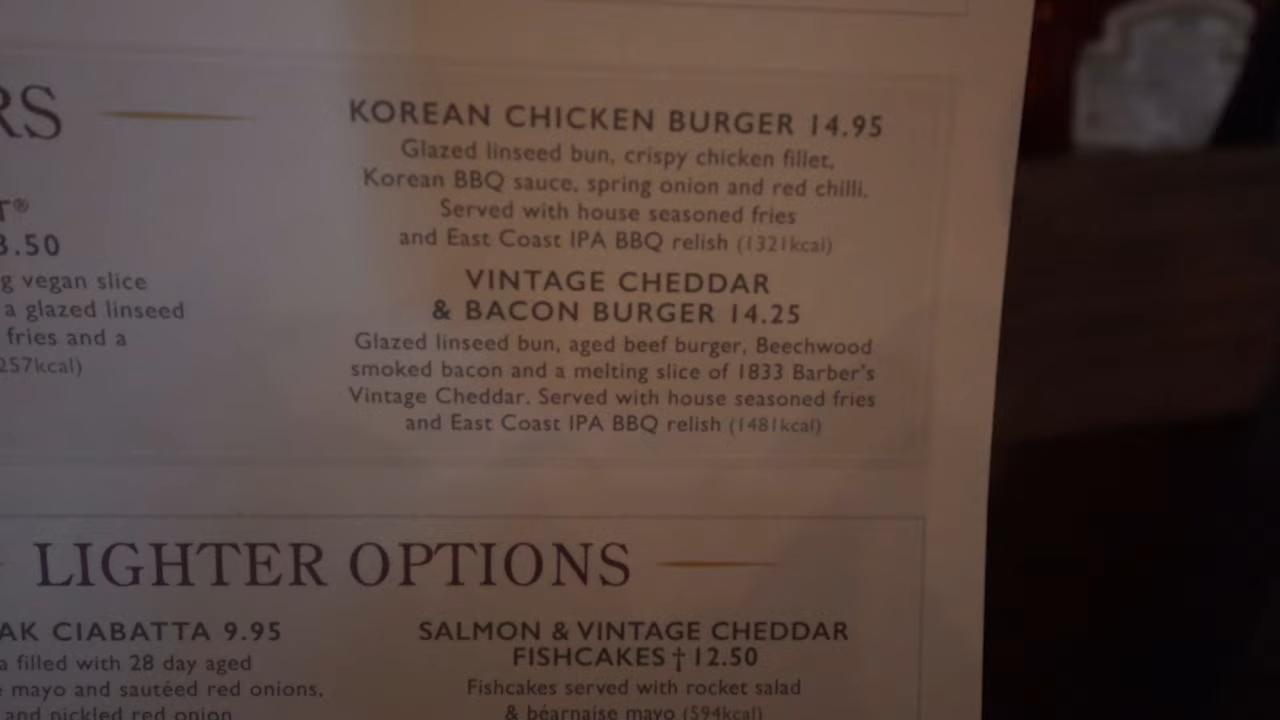 RS
T®
3.50
g vegan slice
a glazed linseed
fries and a
257kcal)
KOREAN CHICKEN BURGER 14.95
Glazed linseed bun, crispy chicken fillet,
Korean BBQ sauce, spring onion and red chilli.
Served with house seasoned fries
and East Coast IPA BBQ relish (1321kcal)
VINTAGE CHEDDAR
& BACON BURGER 14.25
Glazed linseed bun, aged beef burger, Beechwood
smoked bacon and a melting slice of 1833 Barber's
Vintage Cheddar. Served with house seasoned fries
and East Coast IPA BBQ relish (1481kcal)
LIGHTER OPTIONS
AK CIABATTA 9.95
a filled with 28 day aged
mayo and sautéed red onions,
and pickled red onion
SALMON & VINTAGE CHEDDAR
FISHCAKES † 12.50
Fishcakes served with rocket salad
& béarnaise mayo (594kcal)